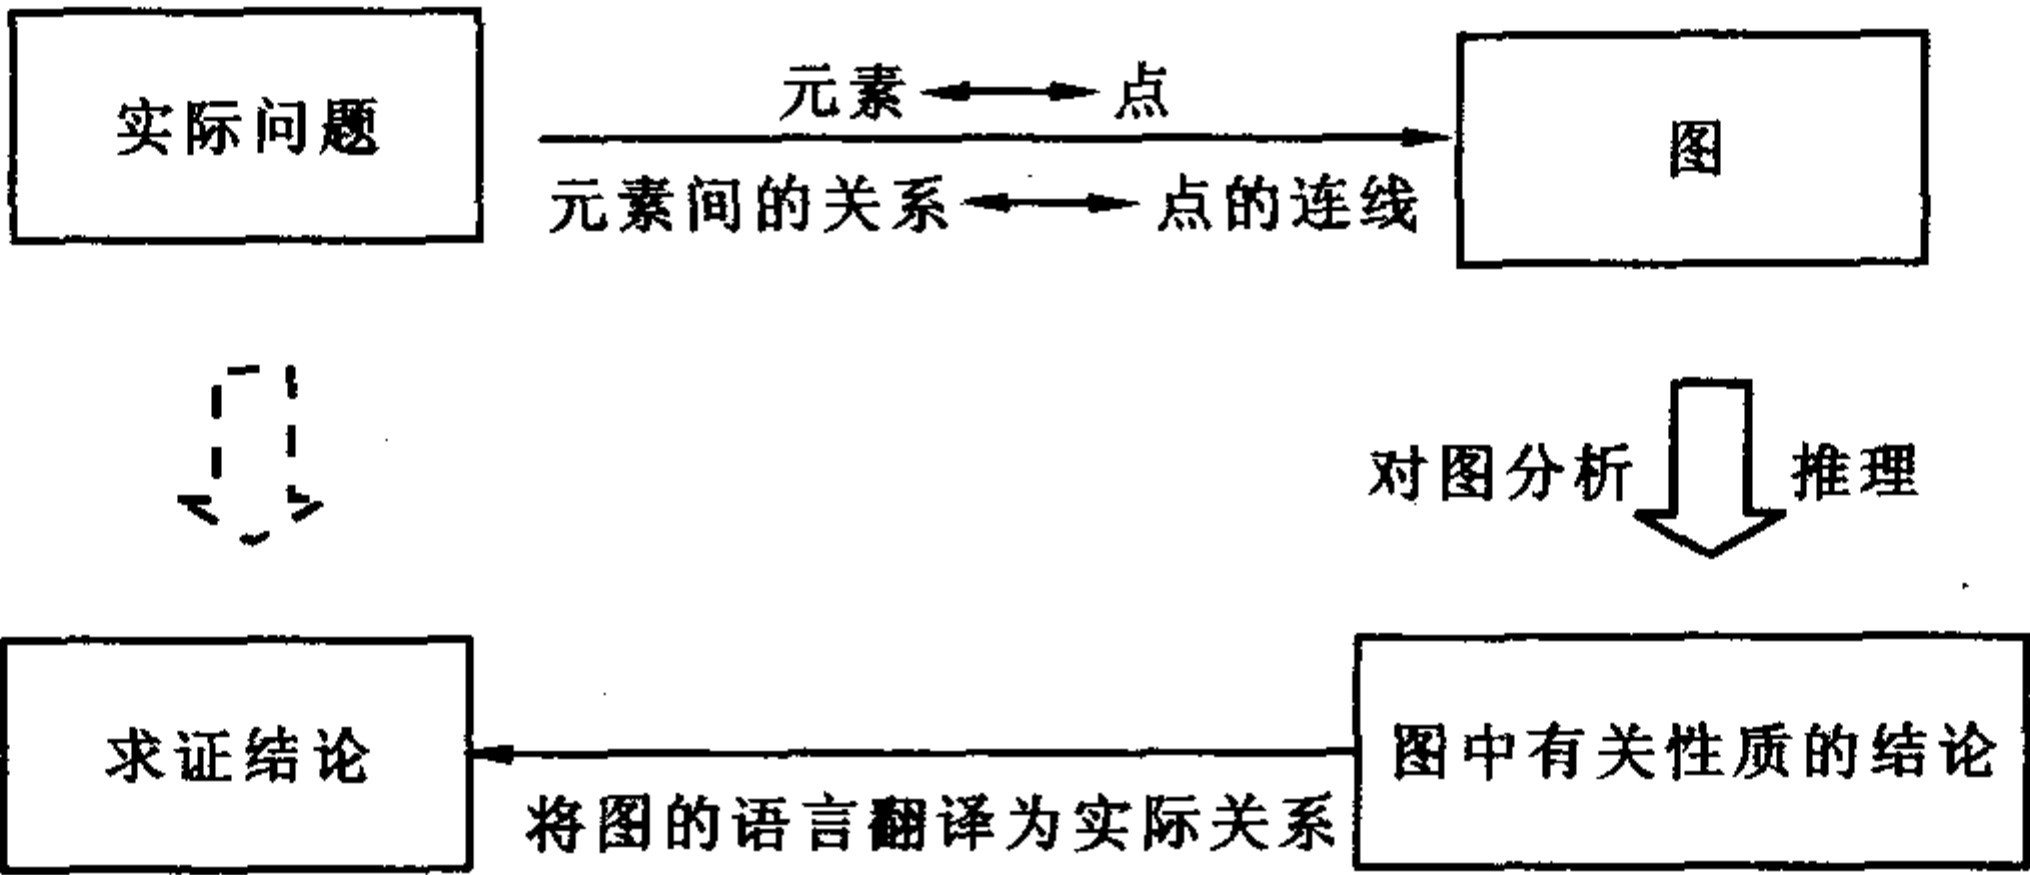 实际问题
元素←→点
元素间的关系←→点的连线
图
对图分析 推理
求证结论
将图的语言翻译为实际关系
图中有关性质的结论